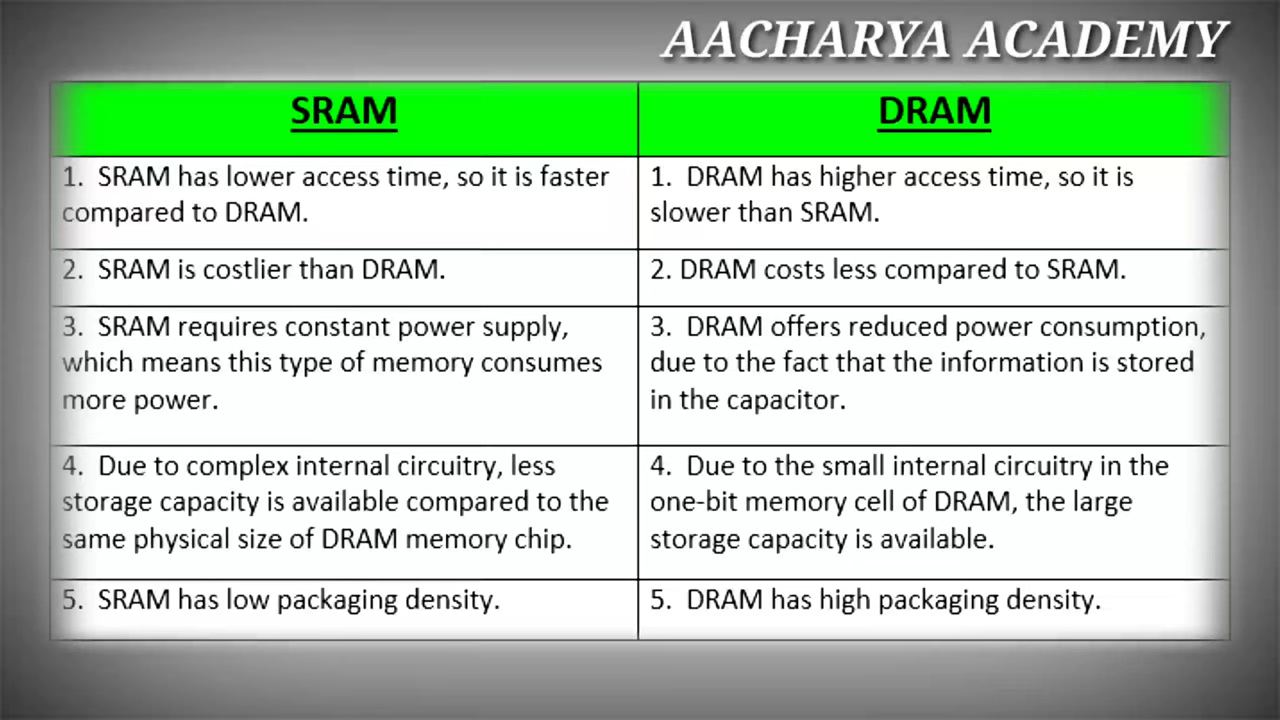 AACHARYA ACADEMY
SRAM
DRAM
1. SRAM has lower access time, so it is faster
compared to DRAM.
1. DRAM has higher access time, so it is
slower than SRAM.
2. SRAM is costlier than DRAM.
2. DRAM costs less compared to SRAM.
3. SRAM requires constant power supply,
which means this type of memory consumes
more power.
3. DRAM offers reduced power consumption,
due to the fact that the information is stored
in the capacitor.
4. Due to complex internal circuitry, less
storage capacity is available compared to the
same physical size of DRAM memory chip.
4. Due to the small internal circuitry in the
one-bit memory cell of DRAM, the large
storage capacity is available.
5. SRAM has low packaging density.
5. DRAM has high packaging density.